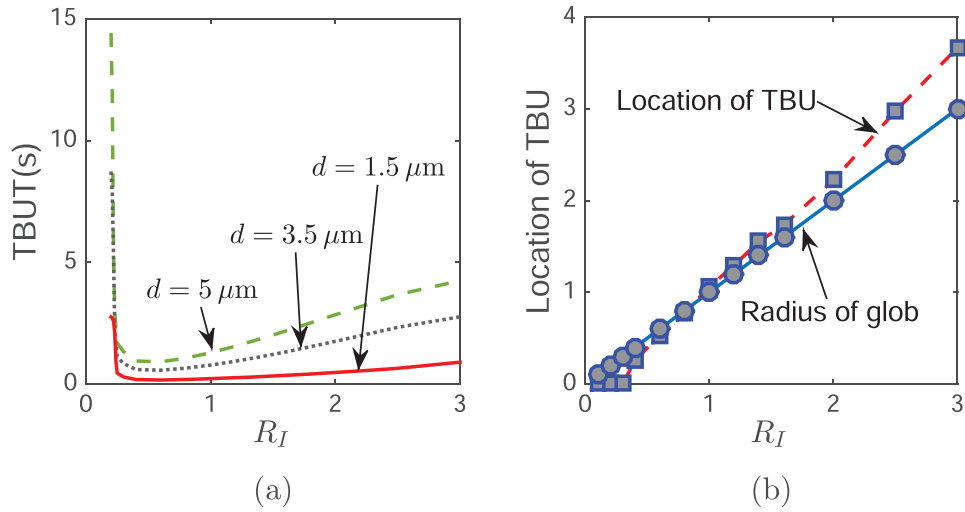 TBUT(s)
15
10
5
0
0
1
2
3
R_I
d = 1.5 μm
d = 3.5 μm
d = 5 μm
(a)
Location of TBU
4
3
2
1
0
0
1
2
3
R_I
Location of TBU
Radius of glob
(b)